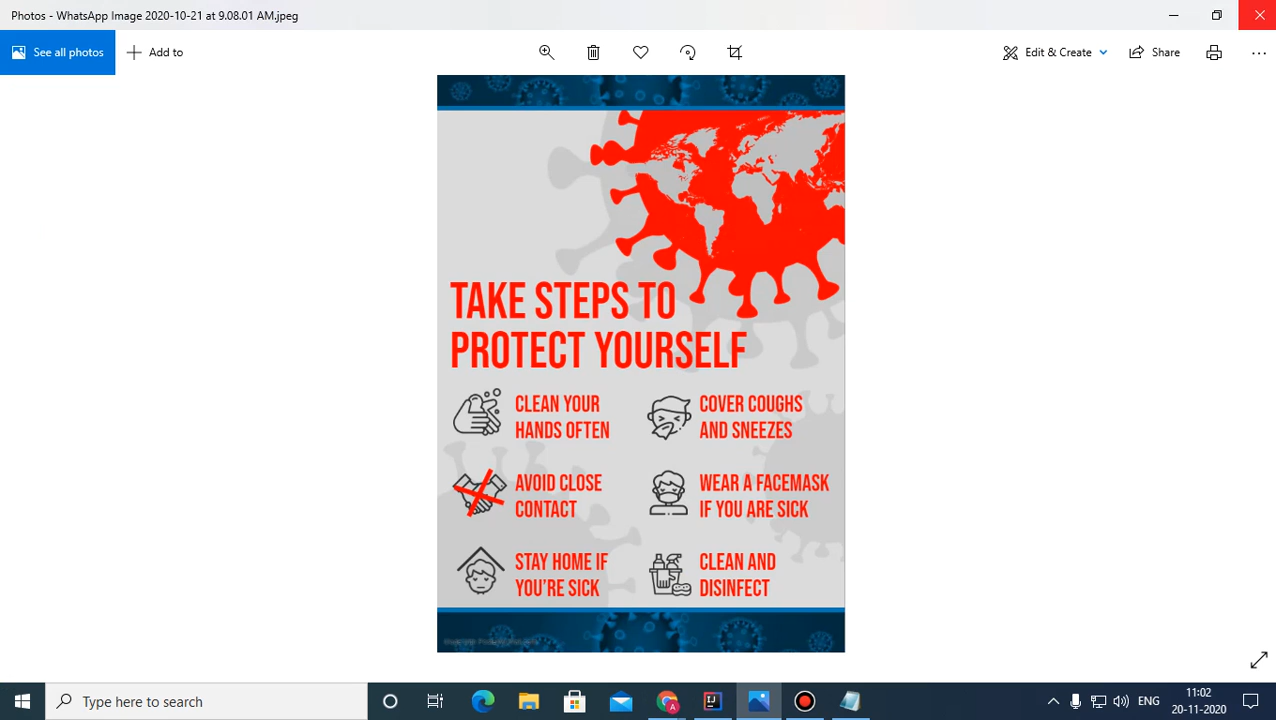 Photos - WhatsApp Image 2020-10-21 at 9.08.01 AM.jpeg
See all photos
Add to
Edit & Create
Share
TAKE STEPS TO
PROTECT YOURSELF
CLEAN YOUR
HANDS OFTEN
COVER COUGHS
AND SNEEZES
AVOID CLOSE
CONTACT
WEAR A FACEMASK
IF YOU ARE SICK
STAY HOME IF
YOU'RE SICK
CLEAN AND
DISINFECT
Type here to search
ENG
11:02
20-11-2020